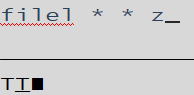 filel * * z_
TI■